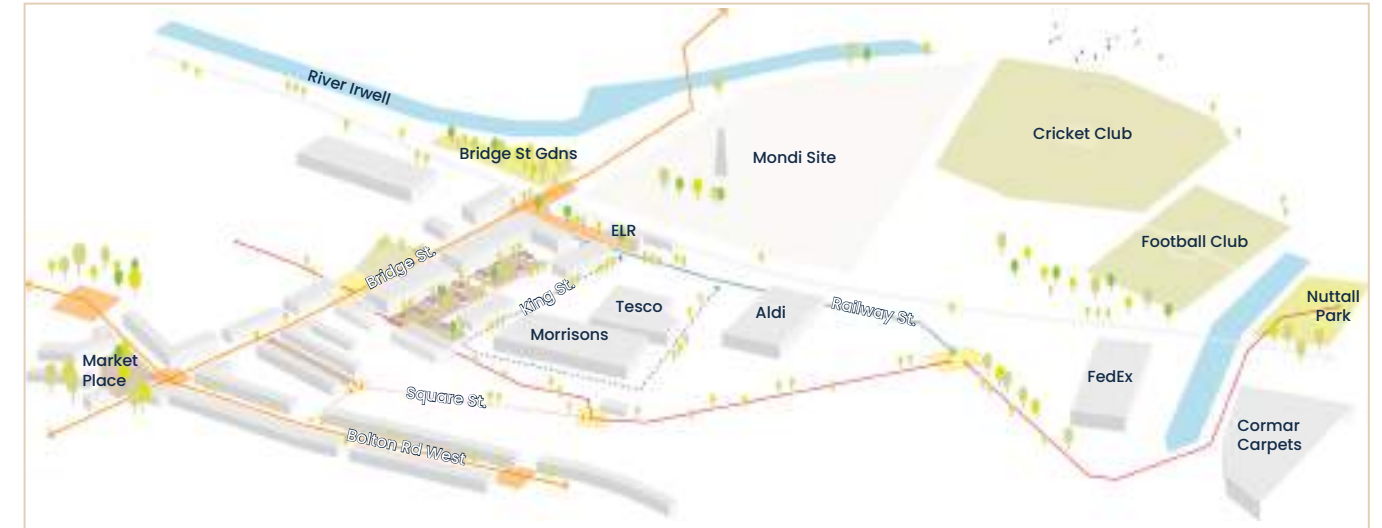 River Irwell
Bridge St Gdns
Mondi Site
Cricket Club
ELR
Football Club
Bridge St.
King St.
Tesco
Aldi
Railway St.
Nuttall
Park
Morrisons
Market
Place
Square St.
FedEx
Bolton Rd West
Cormar
Carpets